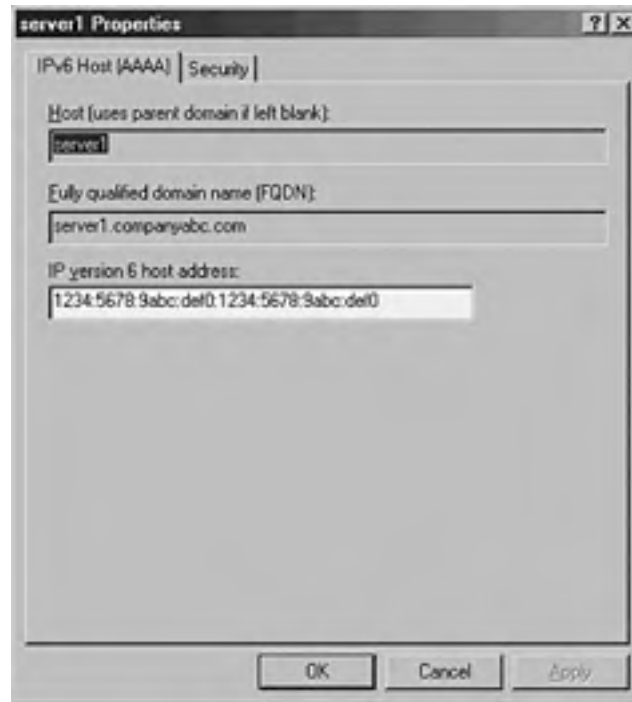 server1 Properties
IPv6 Host (AAAA)
Security
Host (uses parent domain if left blank):
server1
Fully qualified domain name (FQDN):
server1.companyabc.com
IP version 6 host address:
1234:5678:9abc:def0:1234:5678:9abc:def0
OK
Cancel
Apply